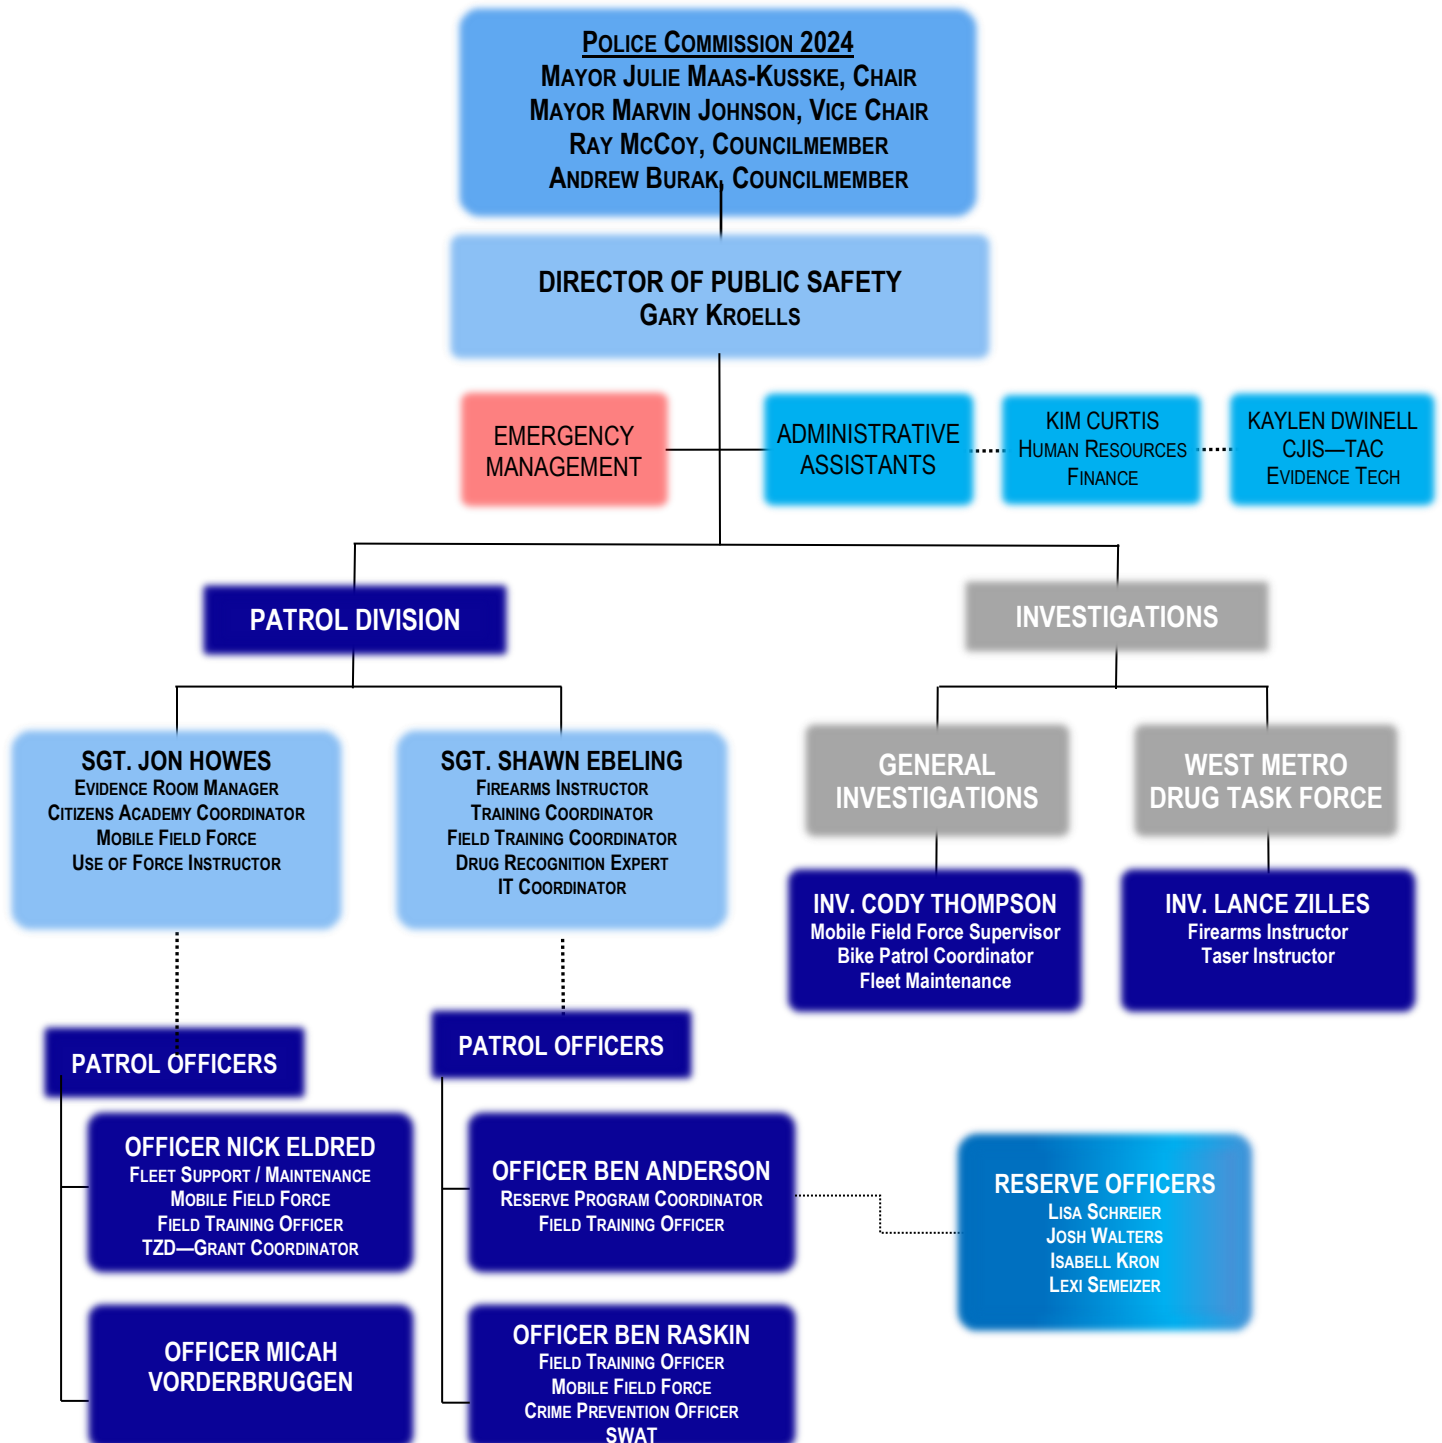 Police Commission 2024
Mayor Julie Maas-Kusske, Chair
Mayor Marvin Johnson, Vice Chair
Ray McCoy, Councilmember
Andrew Burak, Councilmember
DIRECTOR OF PUBLIC SAFETY
Gary Kroells
EMERGENCY
MANAGEMENT
ADMINISTRATIVE
ASSISTANTS
KIM CURTIS
Human Resources
Finance
KAYLEN DWINELL
CJIS—TAC
Evidence Tech
PATROL DIVISION
INVESTIGATIONS
SGT. JON HOWES
Evidence Room Manager
Citizens Academy Coordinator
Mobile Field Force
Use of Force Instructor
SGT. SHAWN EBELING
Firearms Instructor
Training Coordinator
Field Training Coordinator
Drug Recognition Expert
IT Coordinator
GENERAL
INVESTIGATIONS
WEST METRO
DRUG TASK FORCE
INV. CODY THOMPSON
Mobile Field Force Supervisor
Bike Patrol Coordinator
Fleet Maintenance
INV. LANCE ZILLES
Firearms Instructor
Taser Instructor
PATROL OFFICERS
PATROL OFFICERS
OFFICER NICK ELDRED
Fleet Support / Maintenance
Mobile Field Force
Field Training Officer
TZD—Grant Coordinator
OFFICER BEN ANDERSON
Reserve Program Coordinator
Field Training Officer
RESERVE OFFICERS
Lisa Schreier
Josh Walters
Isabell Kron
Lexi Semeizer
OFFICER MICAH
VORDERBRUGGEN
OFFICER BEN RASKIN
Field Training Officer
Mobile Field Force
Crime Prevention Officer
SWAT